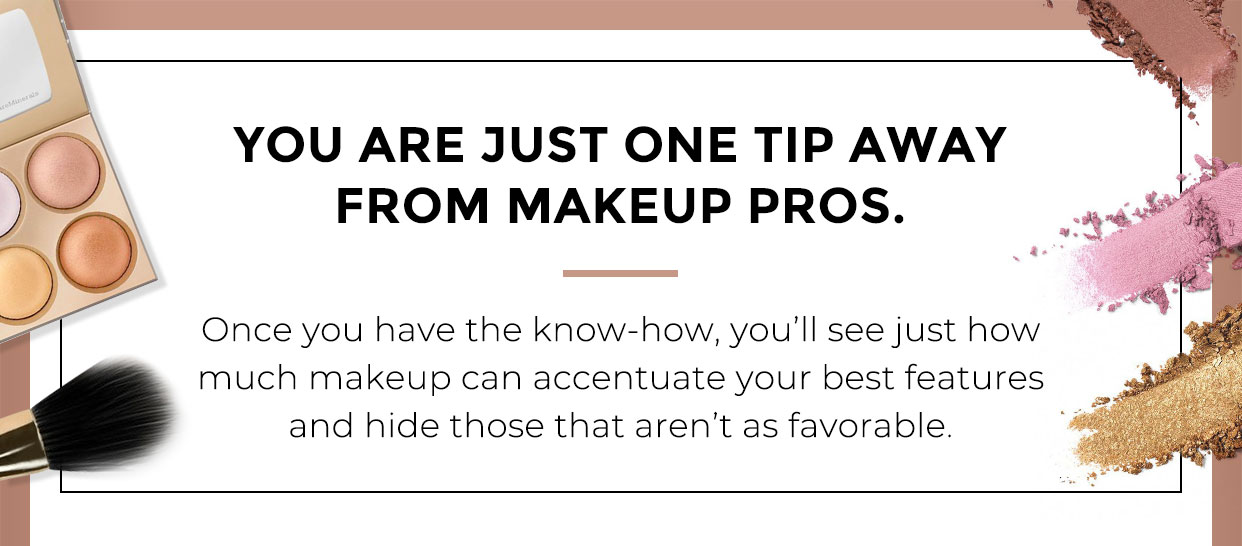 YOU ARE JUST ONE TIP AWAY
FROM MAKEUP PROS.
Once you have the know-how, you’ll see just how
much makeup can accentuate your best features
and hide those that aren’t as favorable.